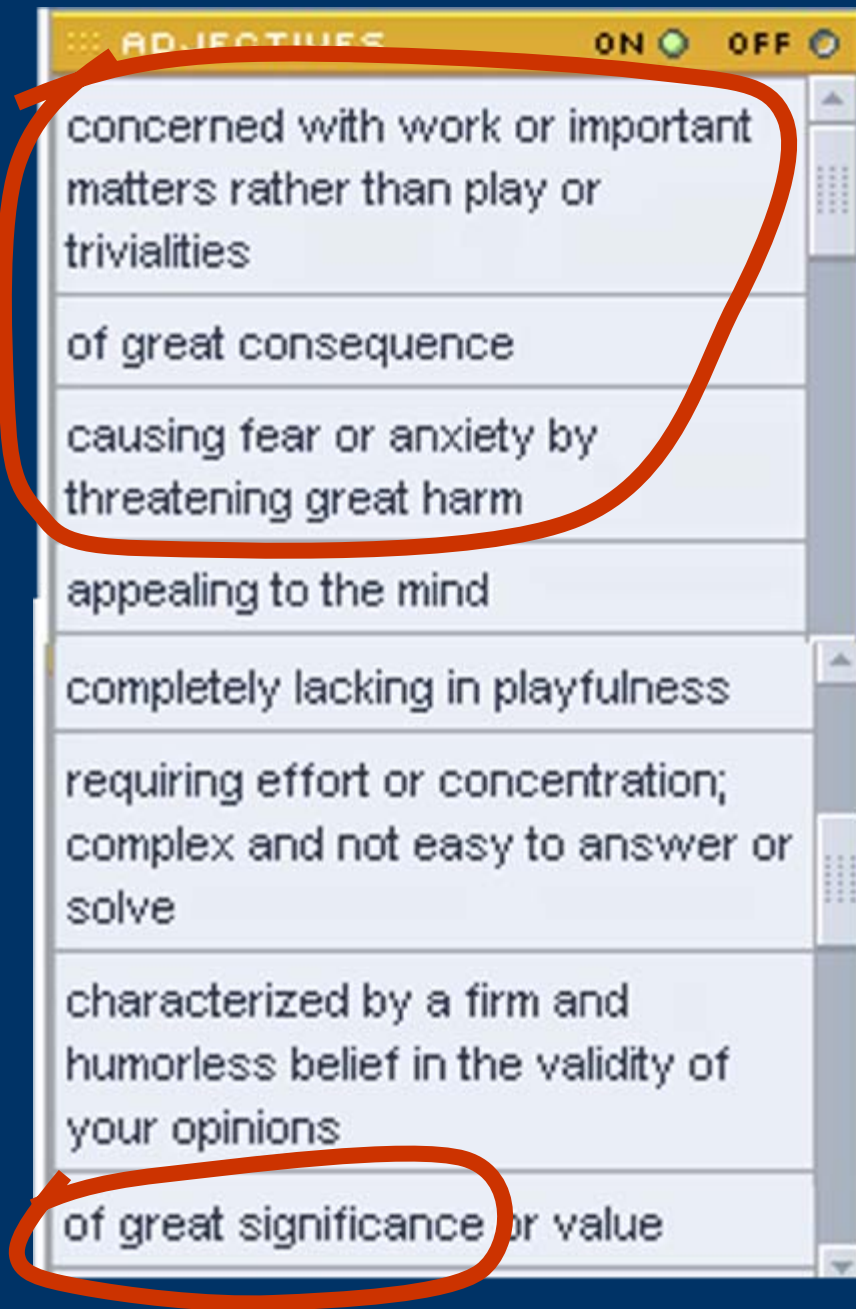 ADJECTIVES ON OFF
concerned with work or important
matters rather than play or
trivialities
of great consequence
causing fear or anxiety by
threatening great harm
appealing to the mind
completely lacking in playfulness
requiring effort or concentration;
complex and not easy to answer or
solve
characterized by a firm and
humorless belief in the validity of
your opinions
of great significance or value